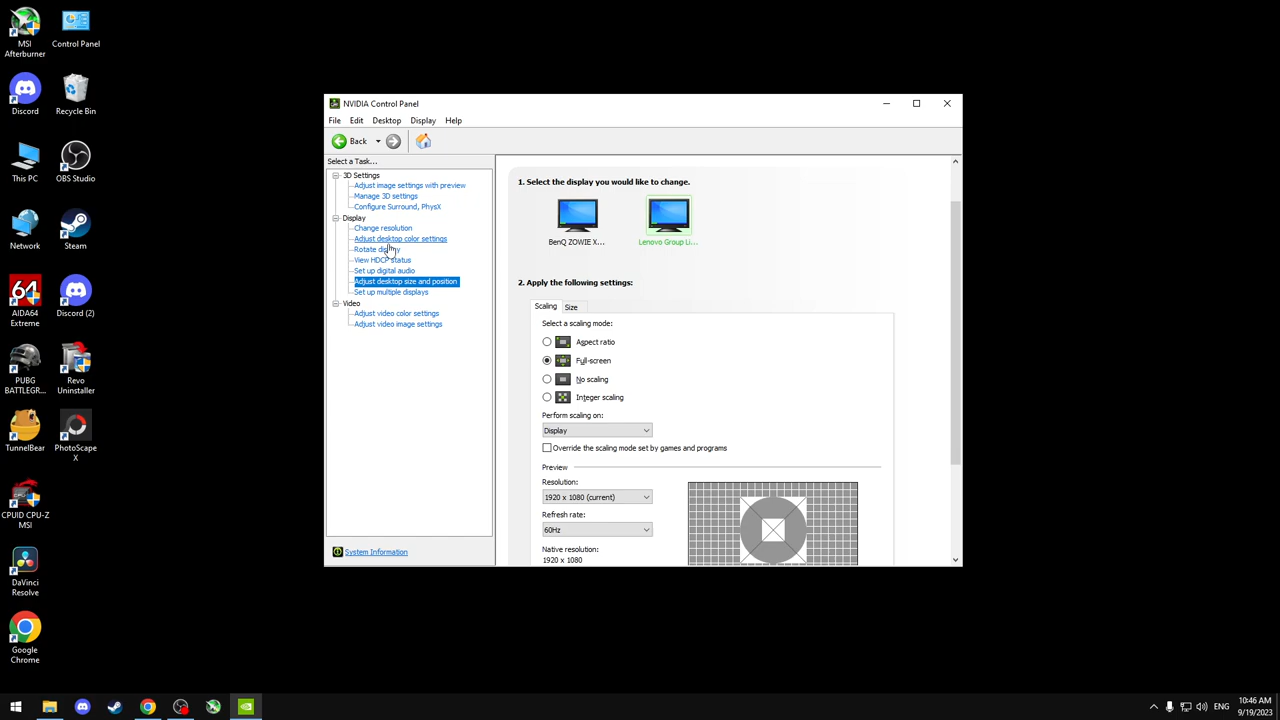 MSI
Afterburner
Control Panel
Discord
Recycle Bin
This PC
OBS Studio
Network
Steam
64
AIDA64
Extreme
Discord (2)
PUBG
BATTLEGR...
Revo
Uninstaller
TunnelBear
PhotoScape
X
CPUID CPU-Z
MSI
DaVinci
Resolve
Google
Chrome
NVIDIA Control Panel
File Edit Desktop Display Help
Back
Select a Task...
3D Settings
Adjust image settings with preview
Manage 3D settings
Configure Surround, PhysX
Display
Change resolution
Adjust desktop color settings
Rotate display
View HDCP status
Set up digital audio
Adjust desktop size and position
Set up multiple displays
Video
Adjust video color settings
Adjust video image settings
System Information
1. Select the display you would like to change.
BenQ ZOWIE X... Lenovo Group Li...
2. Apply the following settings:
Scaling Size
Select a scaling mode:
Aspect ratio
Full-screen
No scaling
Integer scaling
Perform scaling on:
Display
Override the scaling mode set by games and programs
Preview
Resolution:
1920 x 1080 (current)
Refresh rate:
60Hz
Native resolution:
1920 x 1080
ENG
10:46 AM
9/19/2023